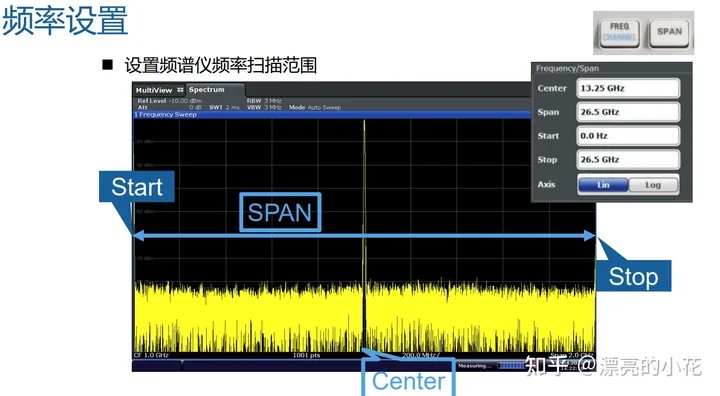 频率设置
FREQ
CHANNEL
SPAN
■ 设置频谱仪频率扫描范围
Frequency/Span
Center 13.25 GHz
Span 26.5 GHz
Start 0.0 Hz
Stop 26.5 GHz
Axis Lin Log
MultiView Spectrum
Ref Level -10.00 dBm RBW 3 MHz
Att 0 dB SWT 2 ms VBW 3 MHz Mode Auto Sweep
1 Frequency Sweep
Start
SPAN
Stop
CF 1.0 GHz 1001 pts 200.0 MHz/ Span 2.0 GHz
Measuring...
Center
知乎 @漂亮的小花